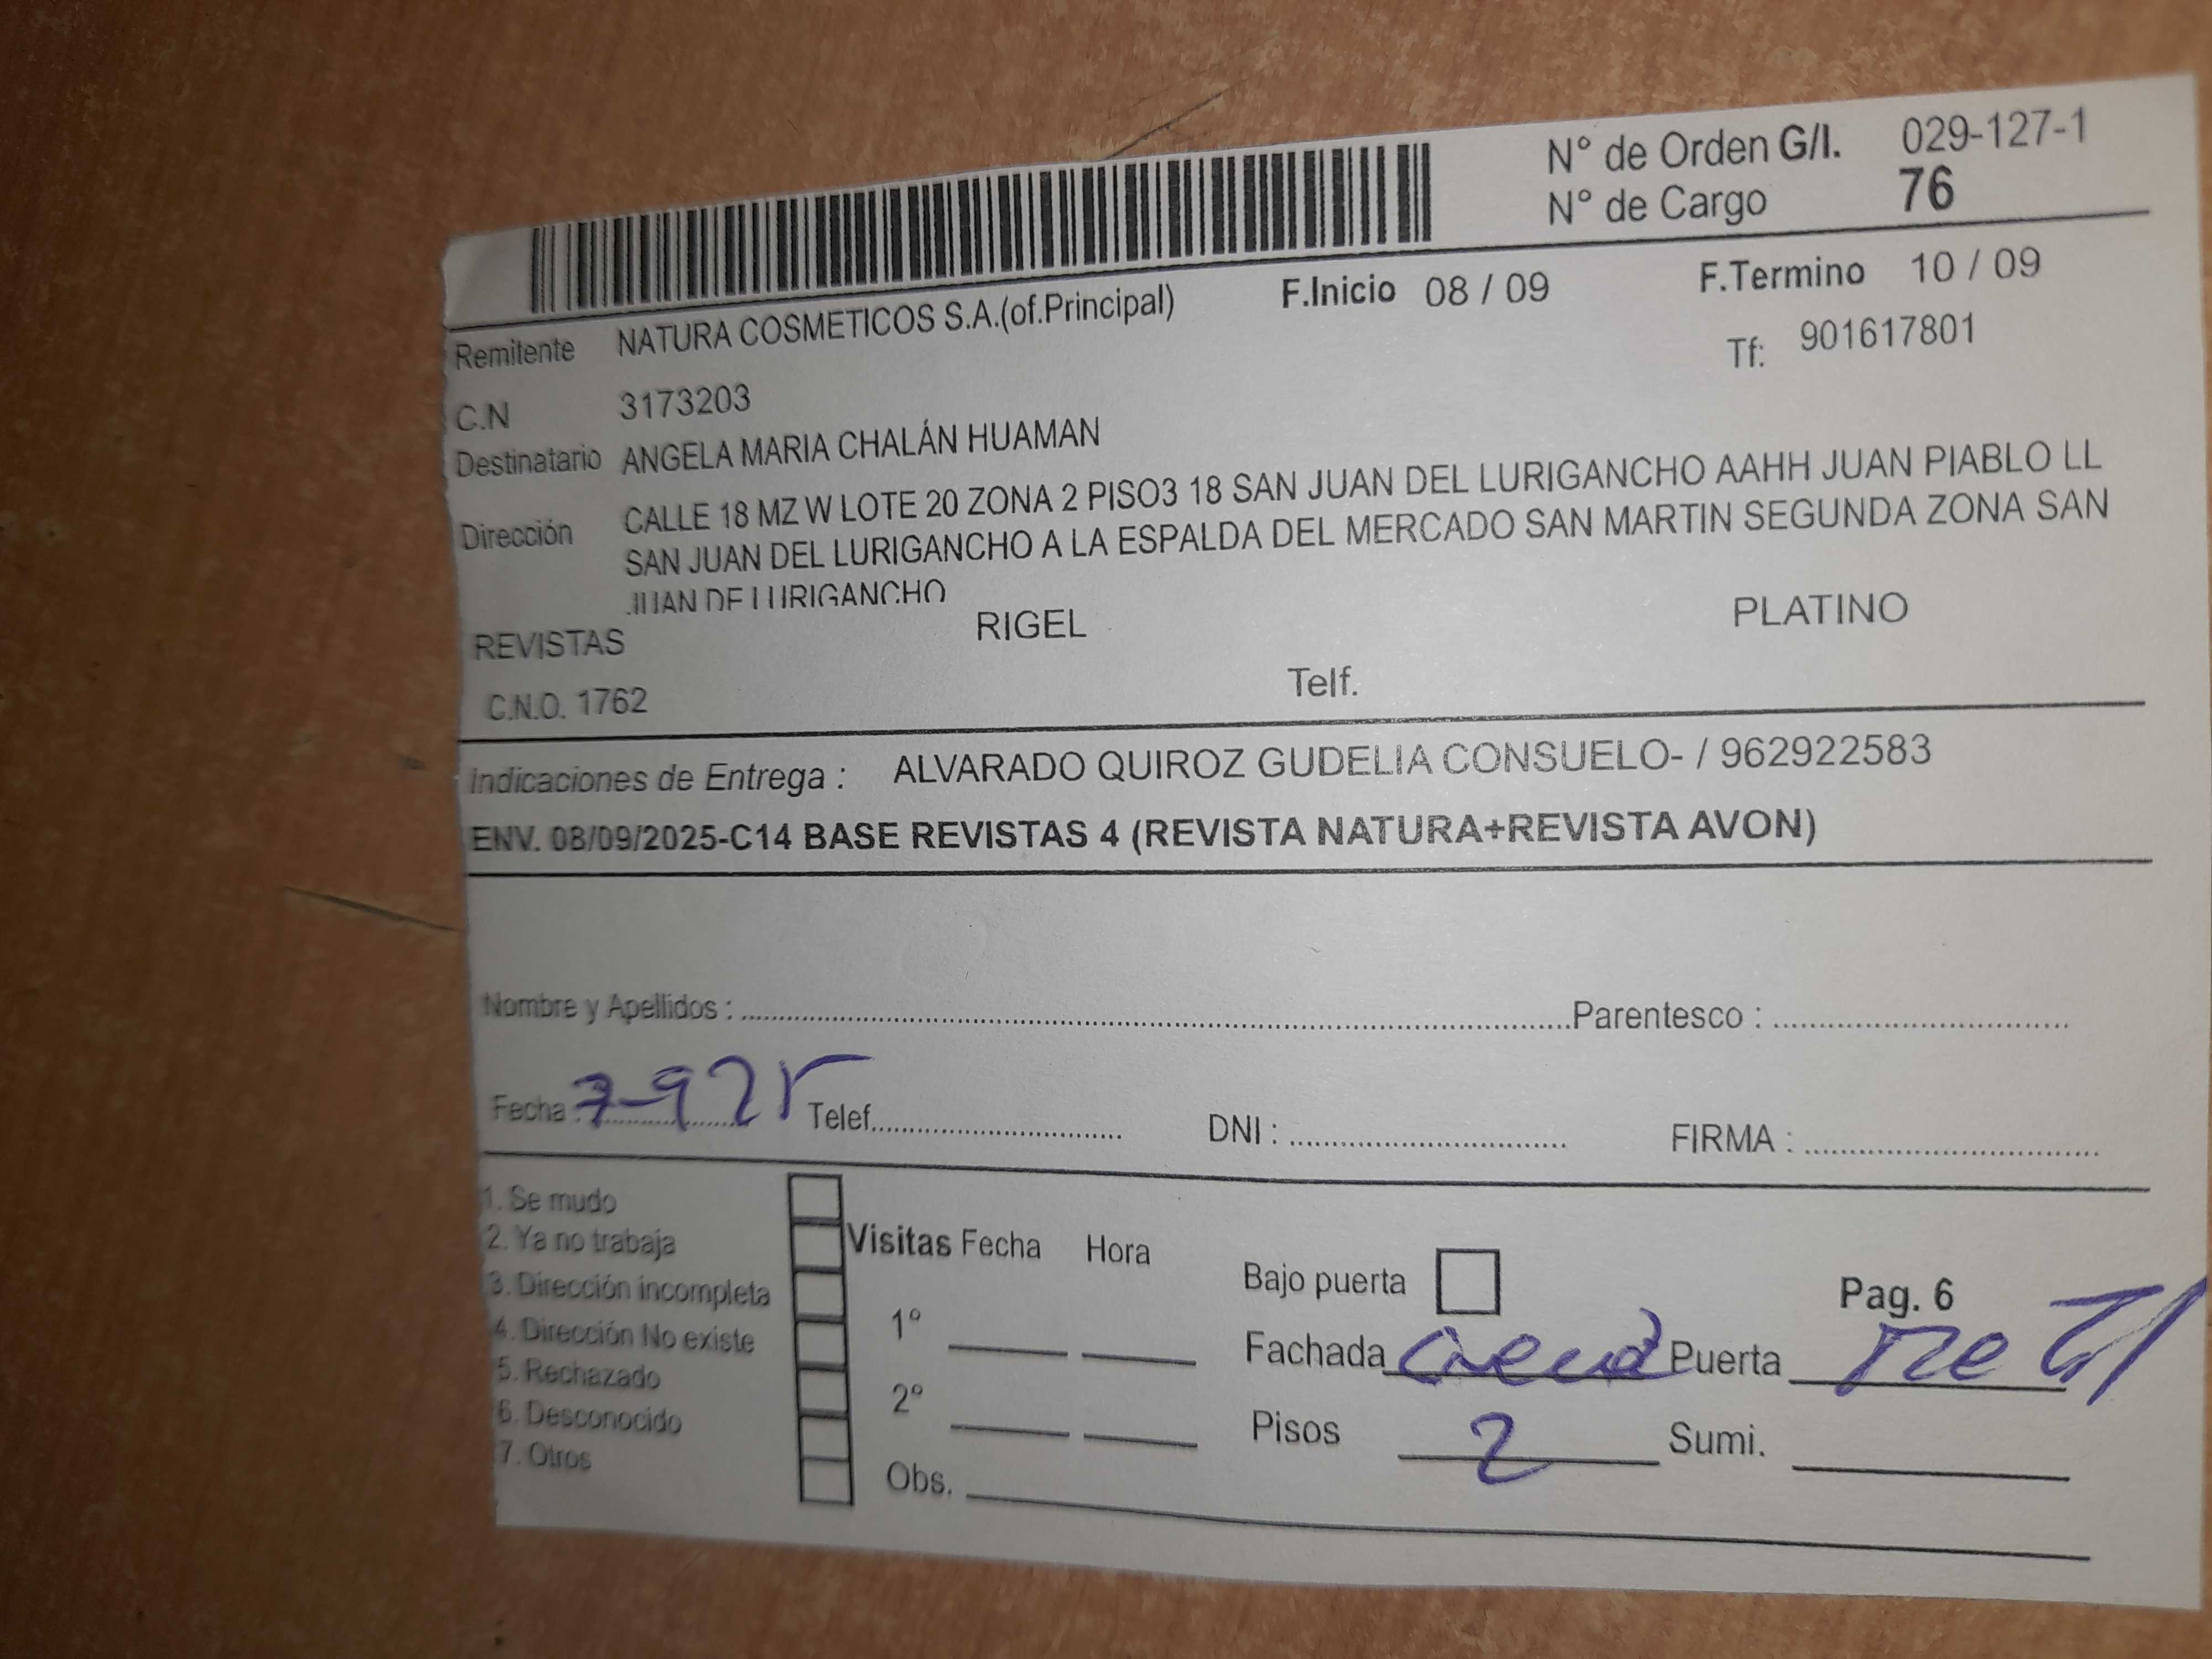 N° de Orden G/I. 029-127-1
N° de Cargo 76
F.Inicio 08 / 09 F.Termino 10 / 09
Remitente NATURA COSMETICOS S.A.(of.Principal) Tf: 901617801
C.N 3173203
Destinatario ANGELA MARIA CHALÁN HUAMAN
Dirección CALLE 18 MZ W LOTE 20 ZONA 2 PISO3 18 SAN JUAN DEL LURIGANCHO AAHH JUAN PIABLO LL
SAN JUAN DEL LURIGANCHO A LA ESPALDA DEL MERCADO SAN MARTIN SEGUNDA ZONA SAN
JUAN DE LURIGANCHO
REVISTAS RIGEL PLATINO
C.N.O. 1762 Telf.
Indicaciones de Entrega : ALVARADO QUIROZ GUDELIA CONSUELO- / 962922583
ENV. 08/09/2025-C14 BASE REVISTAS 4 (REVISTA NATURA+REVISTA AVON)
Nombre y Apellidos : Parentesco :
Fecha : 7-9 25 Telef. DNI : FIRMA :
1. Se mudo
2. Ya no trabaja
3. Dirección incompleta
4. Dirección No existe
5. Rechazado
6. Desconocido
7. Otros
Visitas Fecha Hora
1°
2°
Obs.
Bajo puerta Pag. 6
Fachada Puerta
Pisos 2 Sumi.